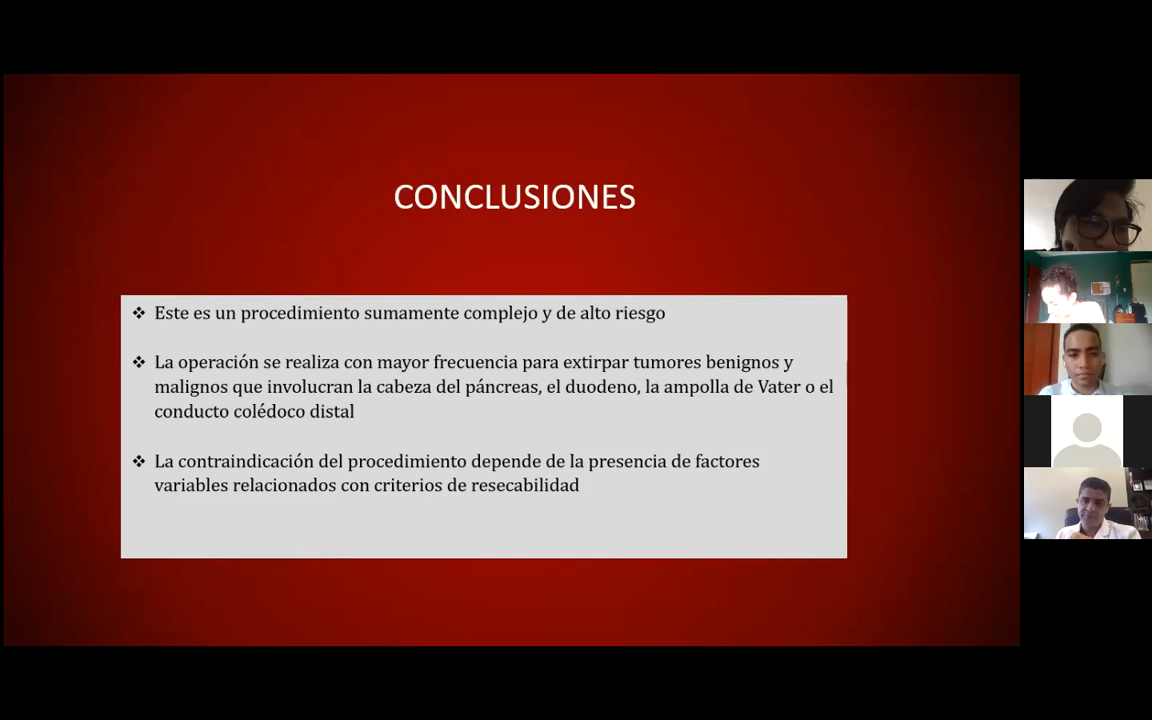 CONCLUSIONES
❖ Este es un procedimiento sumamente complejo y de alto riesgo
❖ La operación se realiza con mayor frecuencia para extirpar tumores benignos y
malignos que involucran la cabeza del páncreas, el duodeno, la ampolla de Vater o el
conducto colédoco distal
❖ La contraindicación del procedimiento depende de la presencia de factores
variables relacionados con criterios de resecabilidad